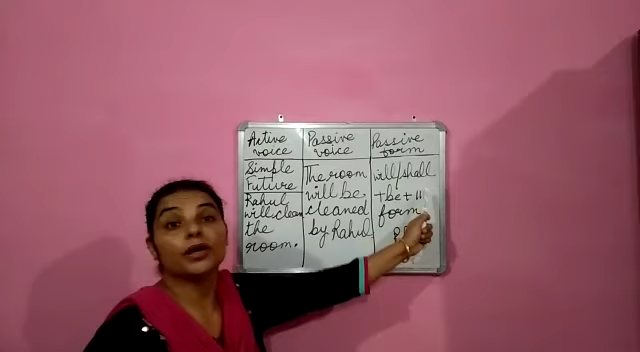 Active
voice
Simple
Future
Rahul
will clean
the
room.
Passive
voice
The room
will be
cleaned
by Rahul
Passive
form
will/shall
+be+III
form